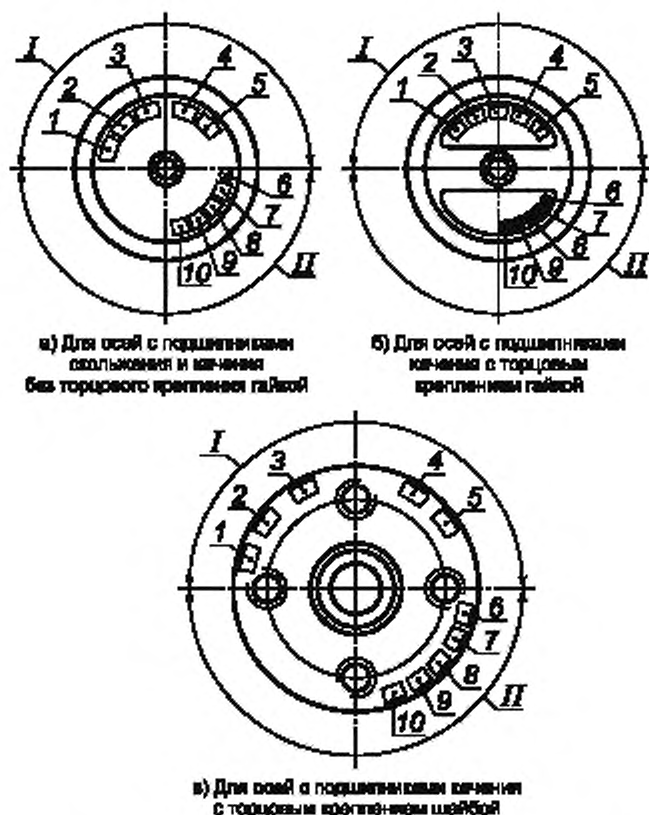 I
1
2
3
4
5
6
7
8
9
10
II
а) Для осей с подшипниками
скольжения и качения
без торцового крепления гайкой
I
1
2
3
4
5
6
7
8
9
10
II
б) Для осей с подшипниками
качения с торцовым
креплением гайкой
I
1
2
3
4
5
6
7
8
9
10
II
в) Для осей с подшипниками качения
с торцовым креплением шайбой